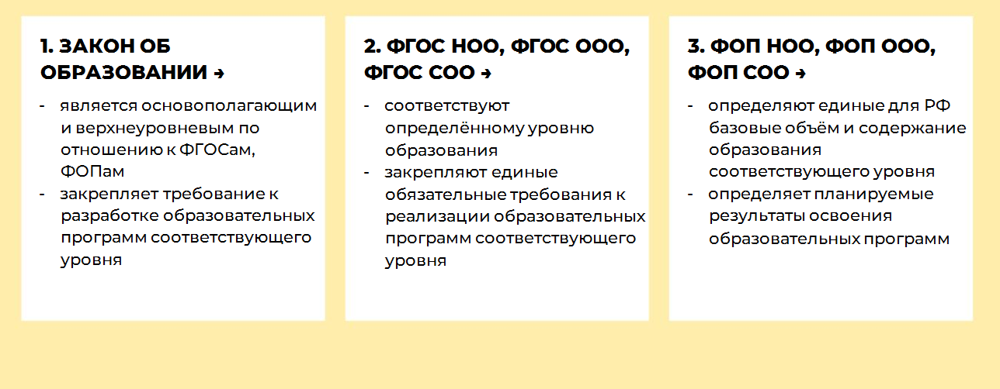 1. ЗАКОН ОБ
ОБРАЗОВАНИИ →
- является основополагающим
и верхнеуровневым по
отношению к ФГОСам,
ФОПам
- закрепляет требование к
разработке образовательных
программ соответствующего
уровня
2. ФГОС НОО, ФГОС ООО,
ФГОС СОО →
- соответствуют
определённому уровню
образования
- закрепляют единые
обязательные требования к
реализации образовательных
программ соответствующего
уровня
3. ФОП НОО, ФОП ООО,
ФОП СОО →
- определяют единые для РФ
базовые объём и содержание
образования
соответствующего уровня
- определяет планируемые
результаты освоения
образовательных программ